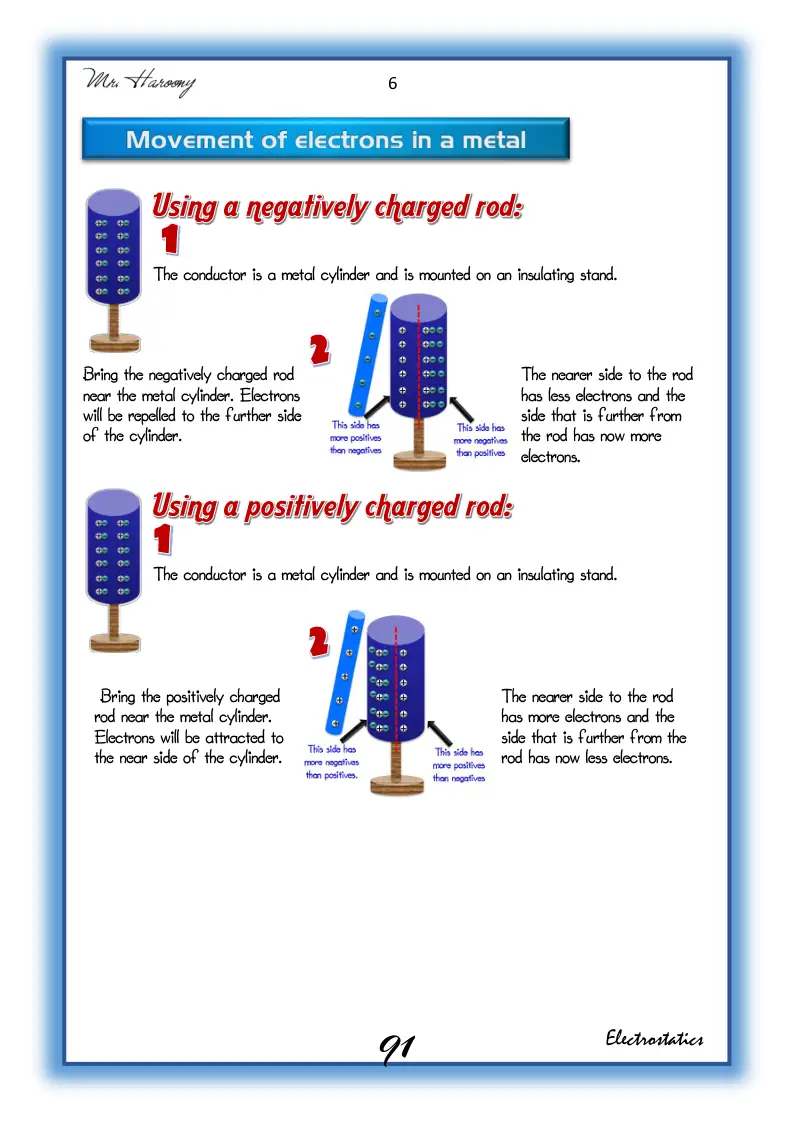 Mr. Haroony
6
Movement of electrons in a metal
Using a negatively charged rod:
1
The conductor is a metal cylinder and is mounted on an insulating stand.
2
Bring the negatively charged rod
near the metal cylinder. Electrons
will be repelled to the further side
of the cylinder.
This side has
more positives
than negatives
This side has
more negatives
than positives
The nearer side to the rod
has less electrons and the
side that is further from
the rod has now more
electrons.
Using a positively charged rod:
1
The conductor is a metal cylinder and is mounted on an insulating stand.
2
Bring the positively charged
rod near the metal cylinder.
Electrons will be attracted to
the near side of the cylinder.
This side has
more negatives
than positives.
This side has
more positives
than negatives
The nearer side to the rod
has more electrons and the
side that is further from the
rod has now less electrons.
91
Electrostatics